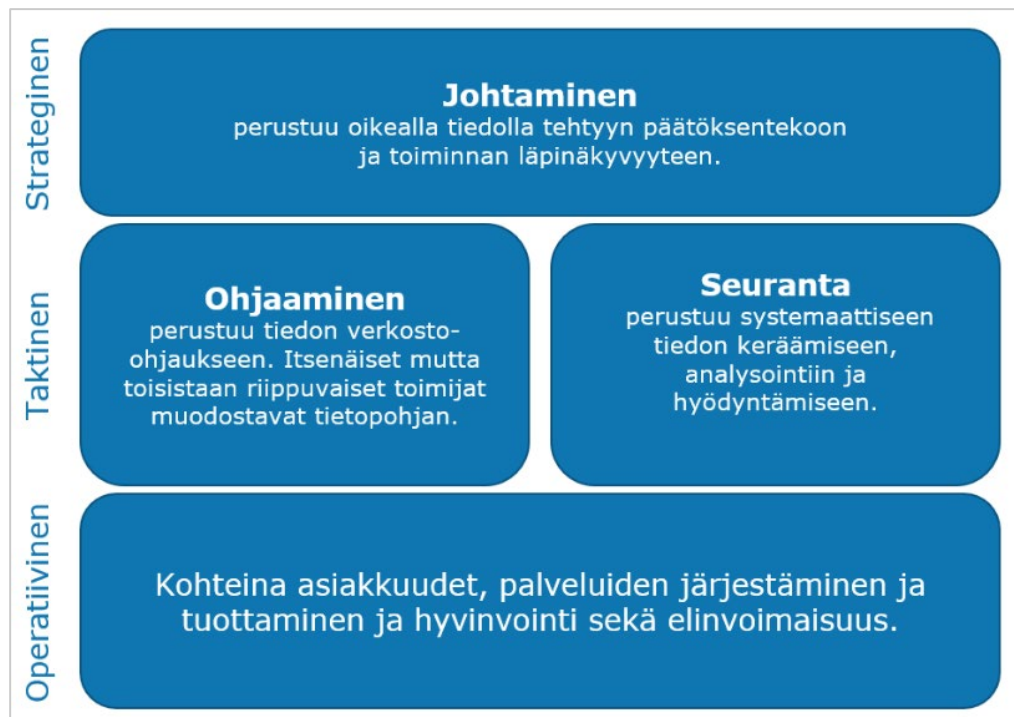 Strateginen
Johtaminen
perustuu oikealla tiedolla tehtyyn päätöksentekoon
ja toiminnan läpinäkyvyyteen.
Taktinen
Ohjaaminen
perustuu tiedon verkosto-
ohjaukseen. Itsenäiset mutta
toisistaan riippuvaiset toimijat
muodostavat tietopohjan.
Seuranta
perustuu systemaattiseen
tiedon keräämiseen,
analysointiin ja
hyödyntämiseen.
Operatiivinen
Kohteina asiakkuudet, palveluiden järjestäminen ja
tuottaminen ja hyvinvointi sekä elinvoimaisuus.